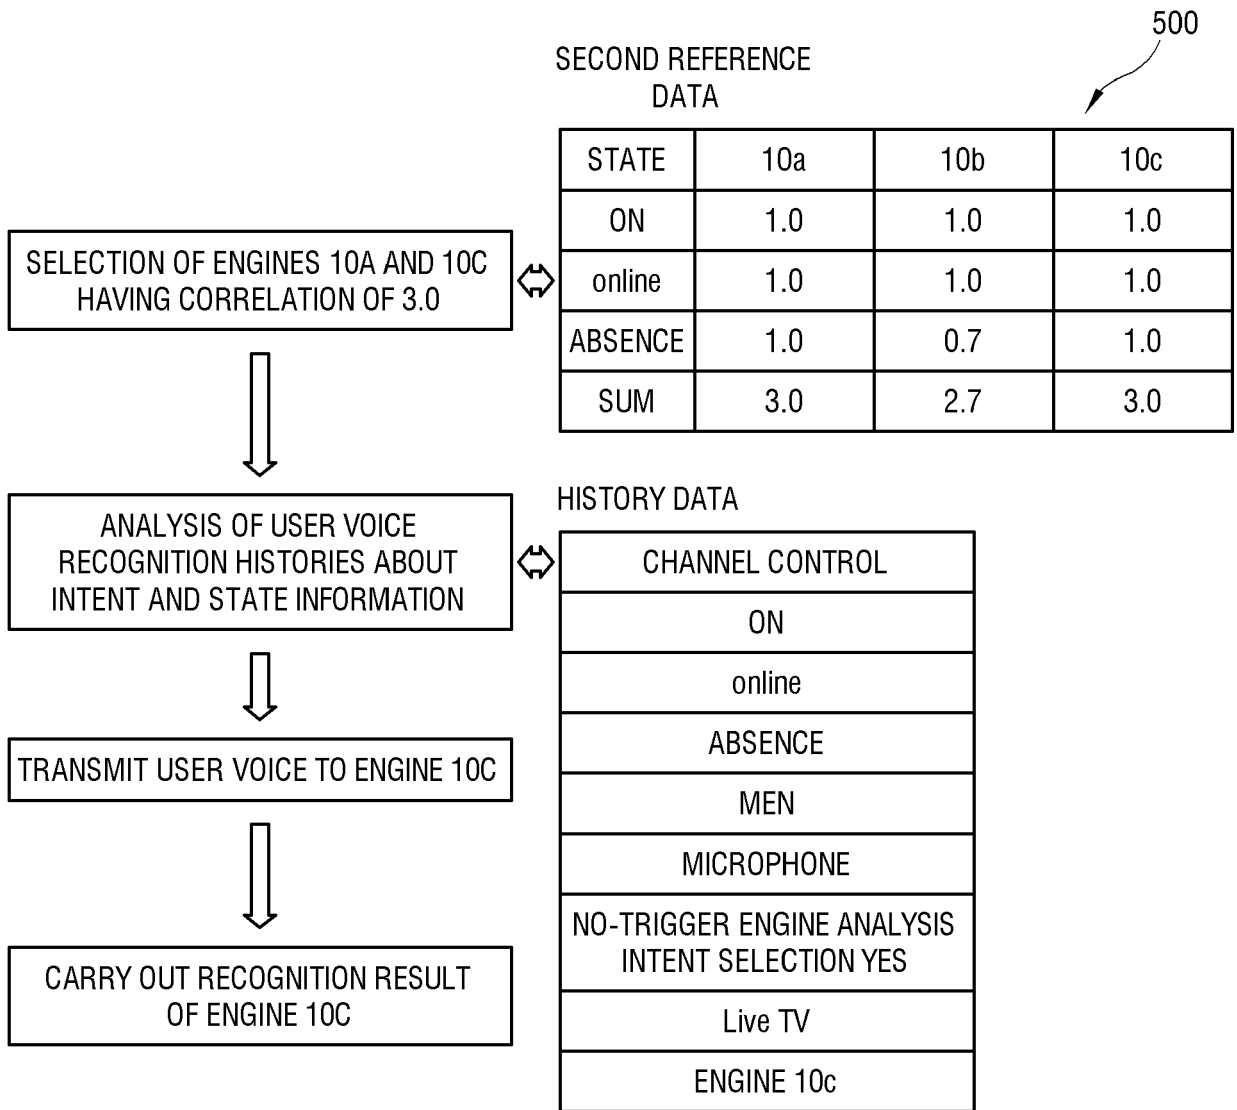 500
SECOND REFERENCE
DATA
STATE 10a 10b 10c
ON 1.0 1.0 1.0
online 1.0 1.0 1.0
ABSENCE 1.0 0.7 1.0
SUM 3.0 2.7 3.0
SELECTION OF ENGINES 10A AND 10C
HAVING CORRELATION OF 3.0
ANALYSIS OF USER VOICE
RECOGNITION HISTORIES ABOUT
INTENT AND STATE INFORMATION
TRANSMIT USER VOICE TO ENGINE 10C
CARRY OUT RECOGNITION RESULT
OF ENGINE 10C
HISTORY DATA
CHANNEL CONTROL
ON
online
ABSENCE
MEN
MICROPHONE
NO-TRIGGER ENGINE ANALYSIS
INTENT SELECTION YES
Live TV
ENGINE 10c